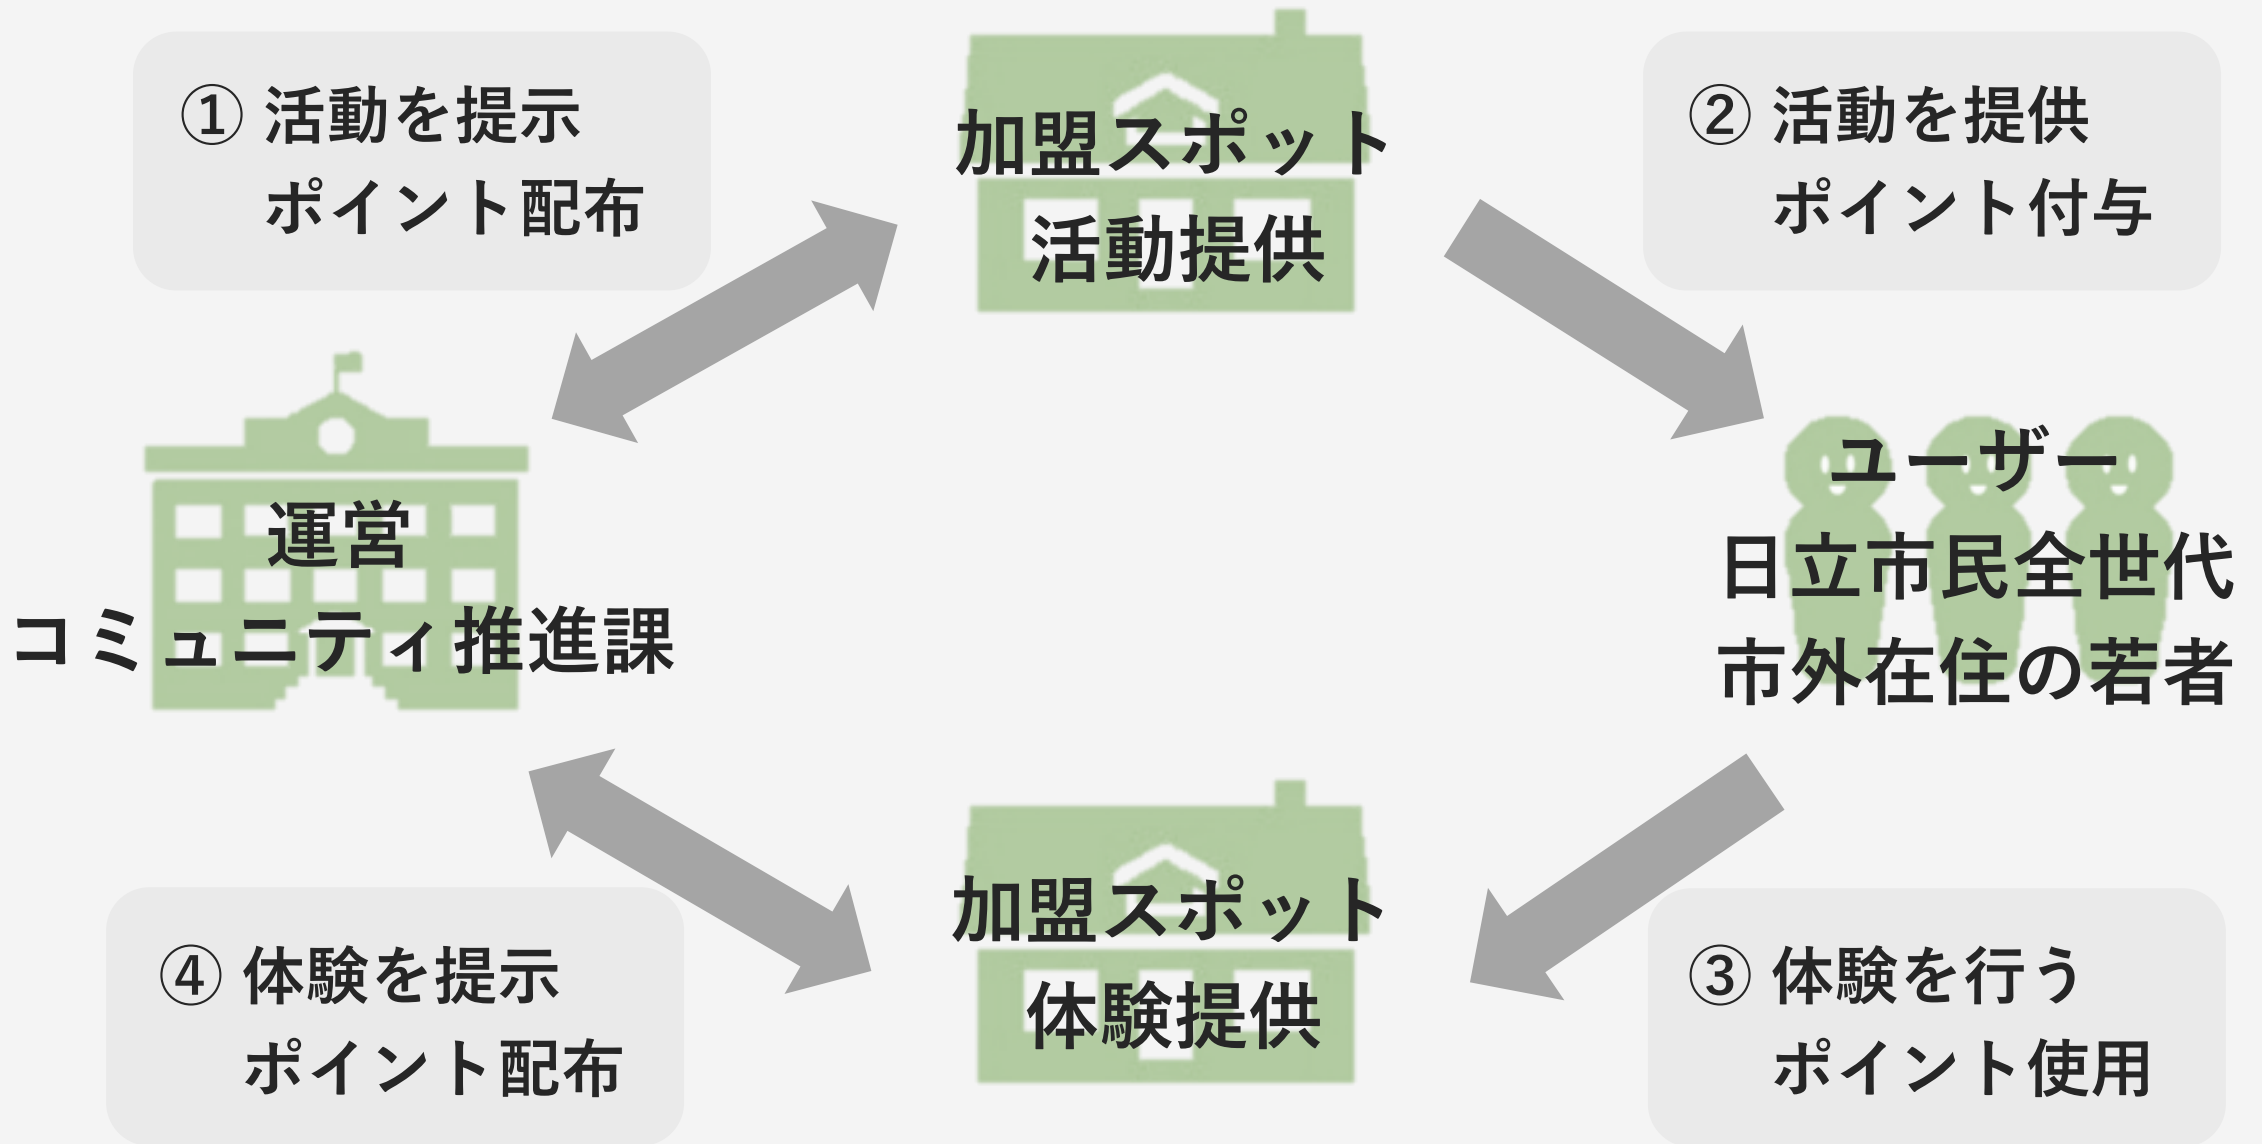 ① 活動を提示
ポイント配布
加盟スポット
活動提供
② 活動を提供
ポイント付与
運営
コミュニティ推進課
ユーザー
日立市民全世代
市外在住の若者
加盟スポット
体験提供
④ 体験を提示
ポイント配布
③ 体験を行う
ポイント使用